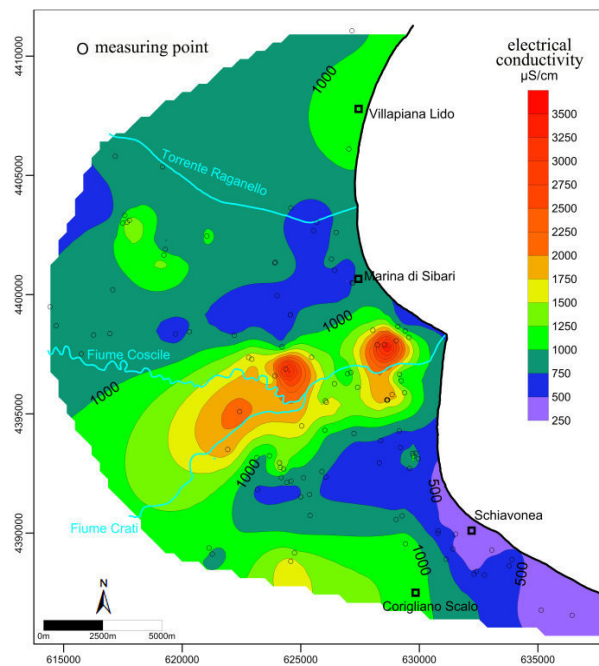 measuring point
electrical
conductivity
µS/cm
3750
3500
3250
3000
2750
2500
2250
2000
1750
1500
1250
1000
750
500
250
4410000
4405000
4400000
4395000
4390000
1000
Villapiana Lido
Torrente Raganello
Marina di Sibari
1000
Fiume Coscile
1000
1000
500
Schiavonea
Fiume Crati
1000
500
Corigliano Scalo
N
0m 2500m 5000m
615000 620000 625000 630000 635000